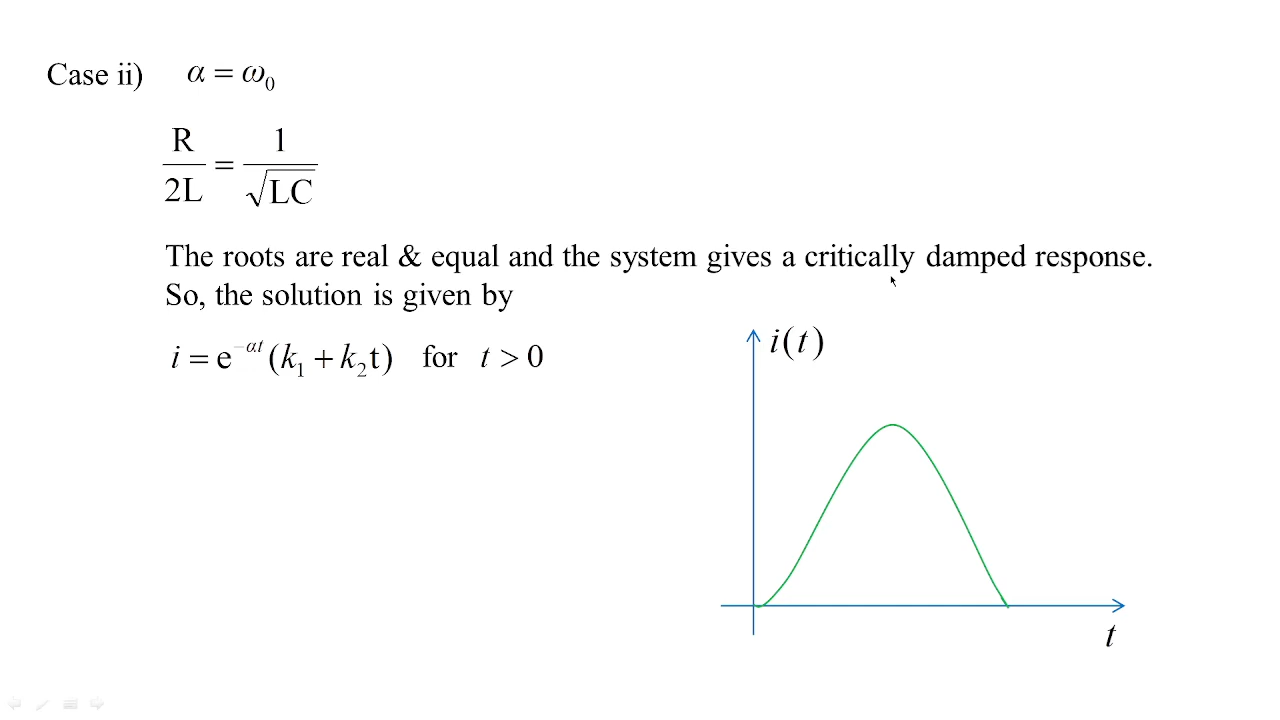 Case ii) α = ω₀
R/2L = 1/√LC
The roots are real & equal and the system gives a critically damped response.
So, the solution is given by
i = e^{-αt}(k₁ + k₂t) for t > 0
i(t)
t